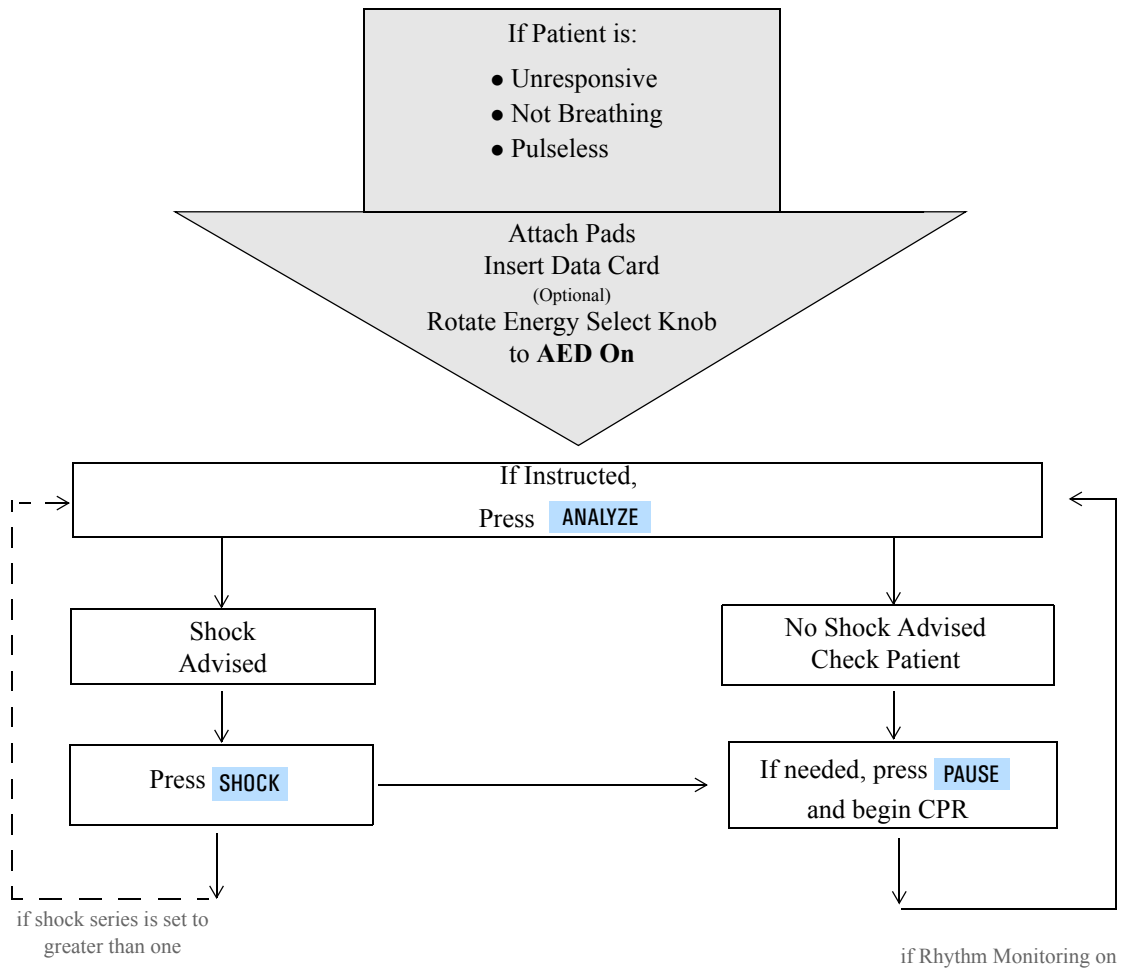 If Patient is:
● Unresponsive
● Not Breathing
● Pulseless
Attach Pads
Insert Data Card
(Optional)
Rotate Energy Select Knob
to AED On
If Instructed,
Press ANALYZE
Shock
Advised
No Shock Advised
Check Patient
Press SHOCK
If needed, press PAUSE
and begin CPR
if shock series is set to
greater than one
if Rhythm Monitoring on